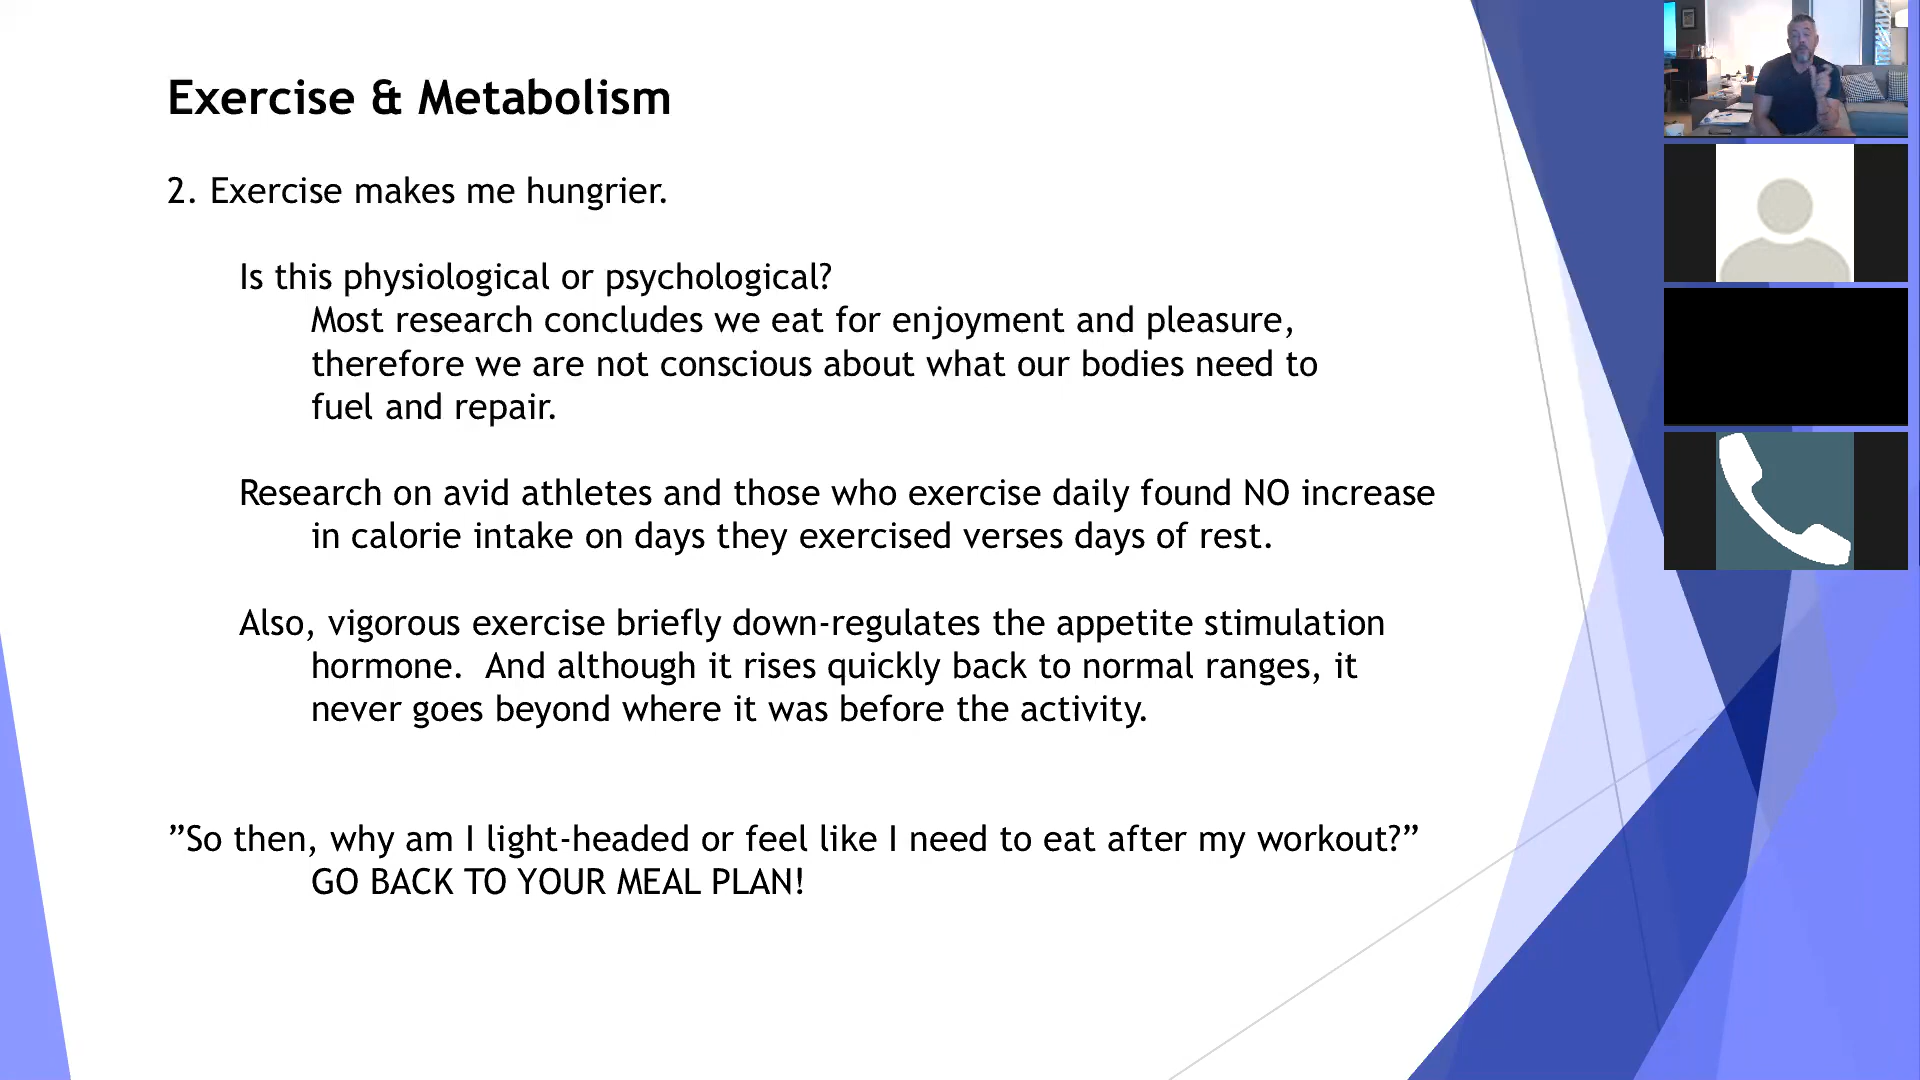 Exercise & Metabolism
2. Exercise makes me hungrier.
Is this physiological or psychological?
Most research concludes we eat for enjoyment and pleasure,
therefore we are not conscious about what our bodies need to
fuel and repair.
Research on avid athletes and those who exercise daily found NO increase
in calorie intake on days they exercised verses days of rest.
Also, vigorous exercise briefly down-regulates the appetite stimulation
hormone.  And although it rises quickly back to normal ranges, it
never goes beyond where it was before the activity.
”So then, why am I light-headed or feel like I need to eat after my workout?”
GO BACK TO YOUR MEAL PLAN!